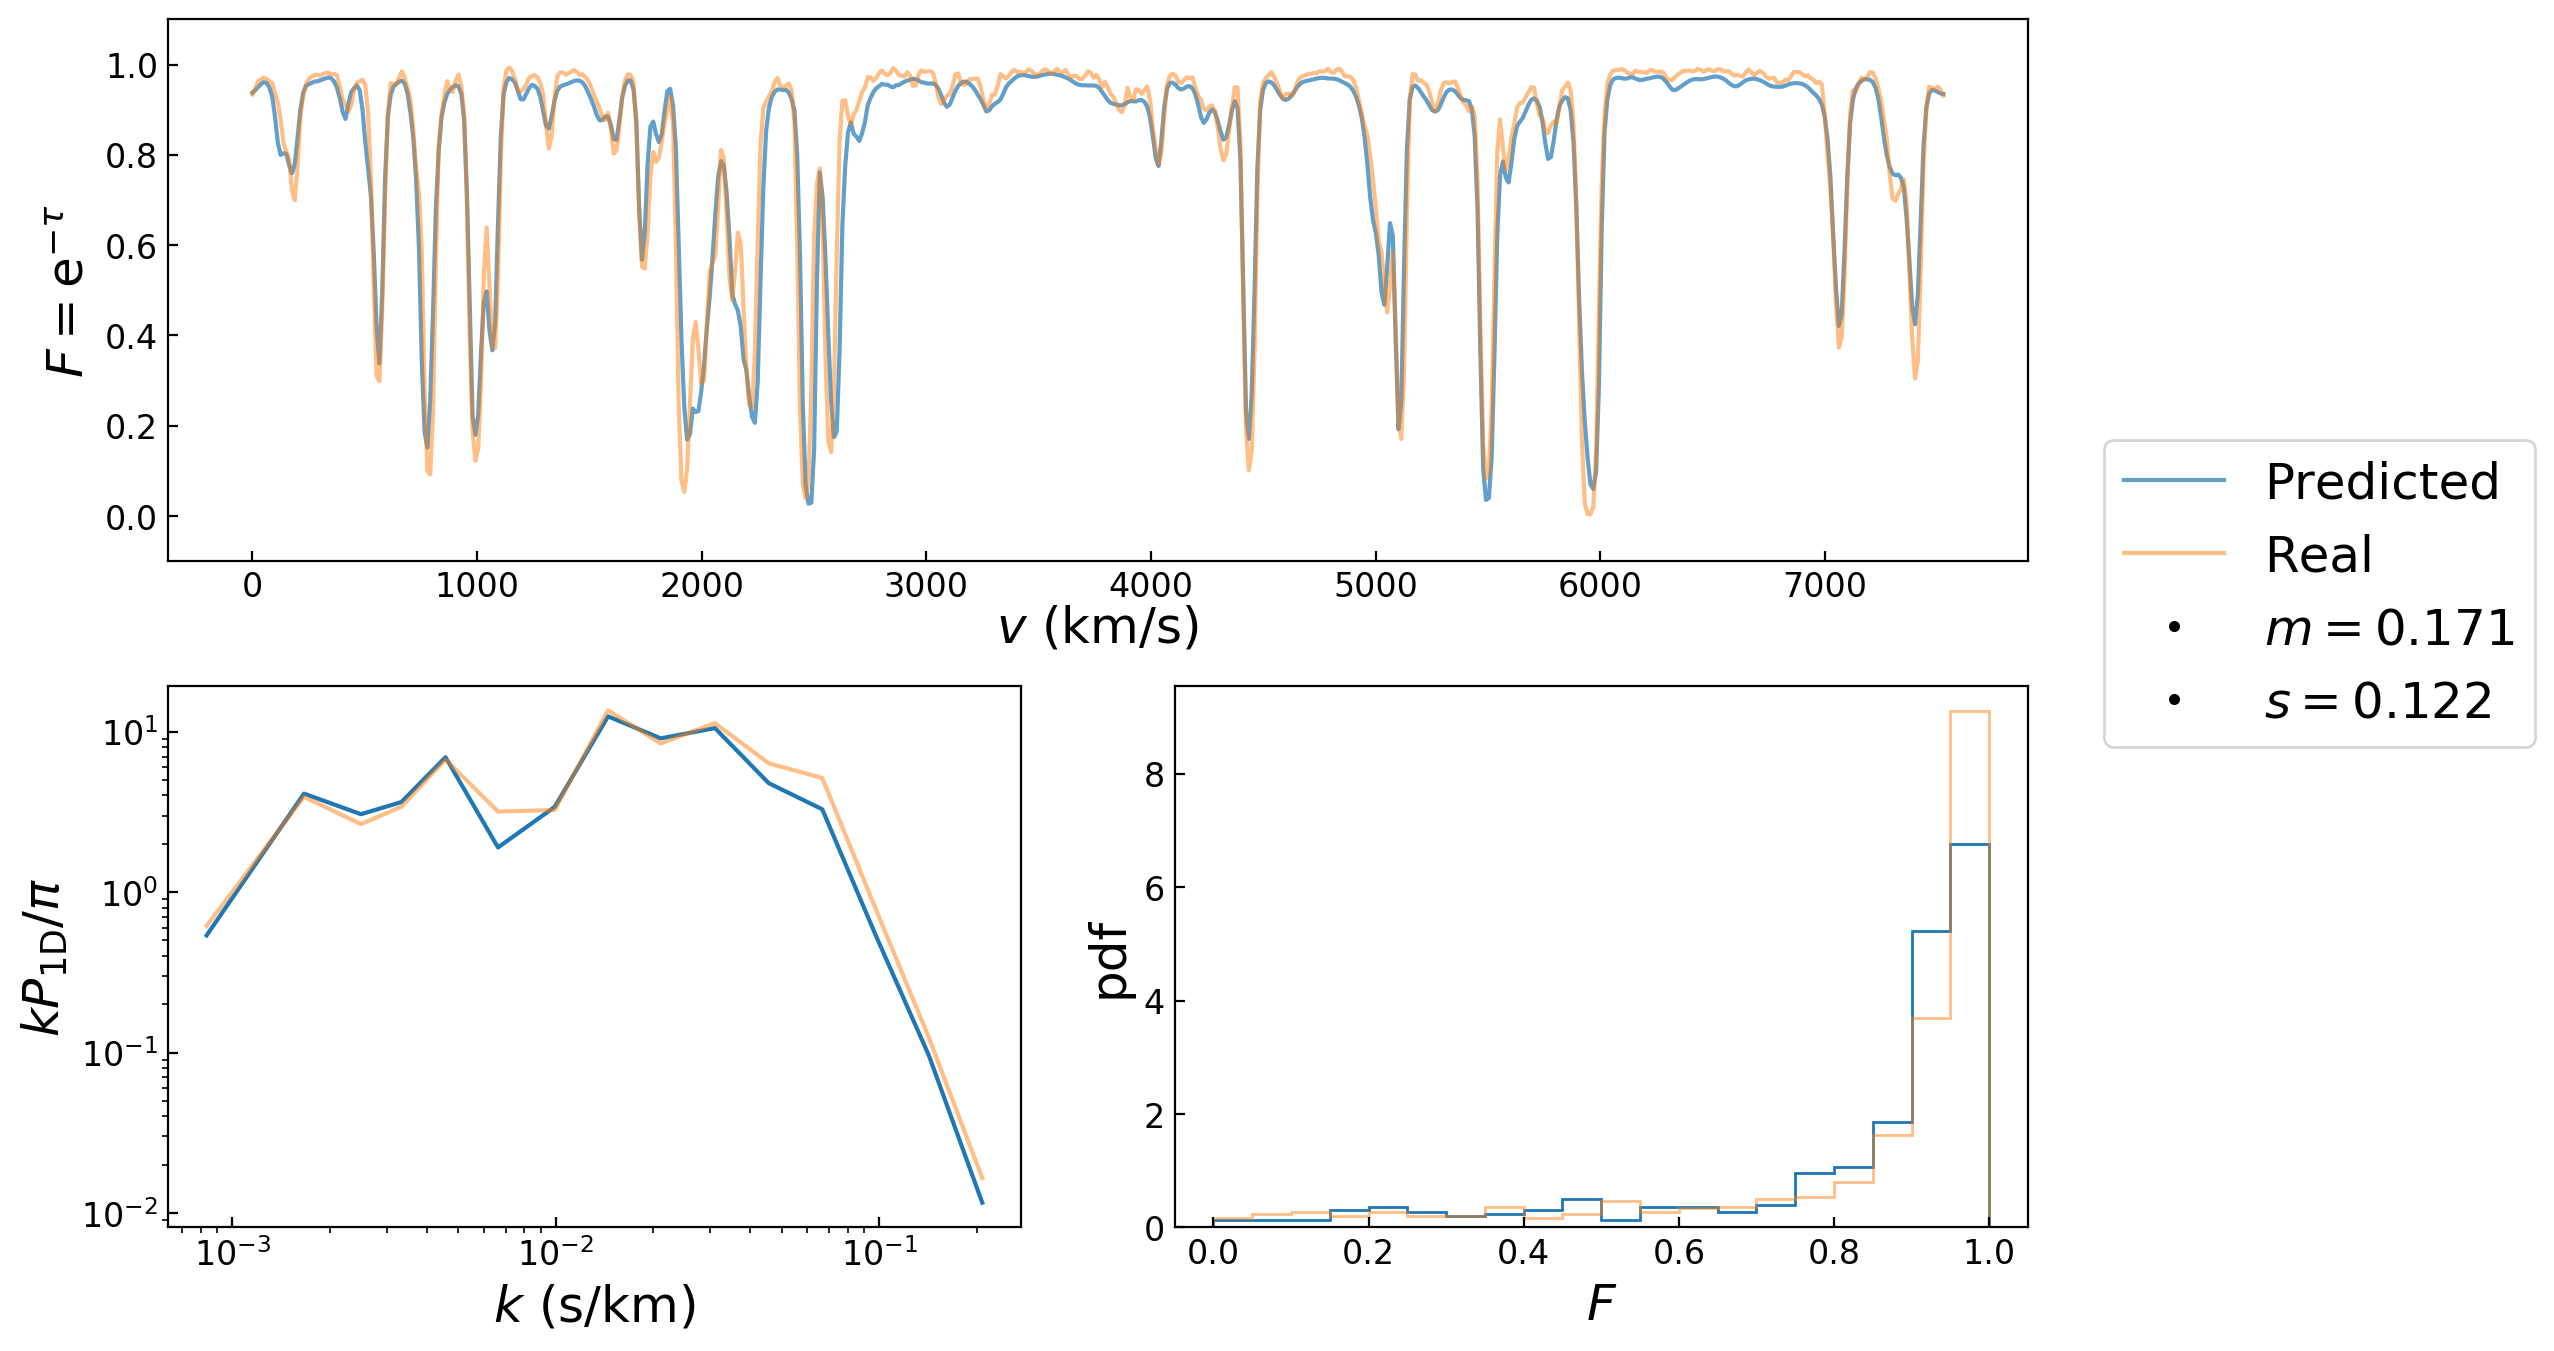 F = e^{−τ}
1.0
0.8
0.6
0.4
0.2
0.0
0 1000 2000 3000 4000 5000 6000 7000
v (km/s)
Predicted
Real
m = 0.171
s = 0.122
kP_{1D}/π
10^1
10^0
10^{−1}
10^{−2}
10^{−3} 10^{−2} 10^{−1}
k (s/km)
pdf
8
6
4
2
0
0.0 0.2 0.4 0.6 0.8 1.0
F